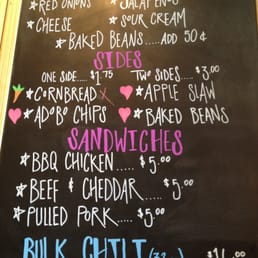 RED ONIONS JALAPENOS
CHEESE SOUR CREAM
BAKED BEANS.....ADD 50¢
SIDES
ONE SIDE....$1.75 TWO SIDES.....$3.00
CORNBREAD X APPLE SLAW
ADOBO CHIPS BAKED BEANS
SANDWICHES
BBQ CHICKEN.....$5.00
BEEF & CHEDDAR.....$5.00
PULLED PORK.....$5.00
BULK CHILI